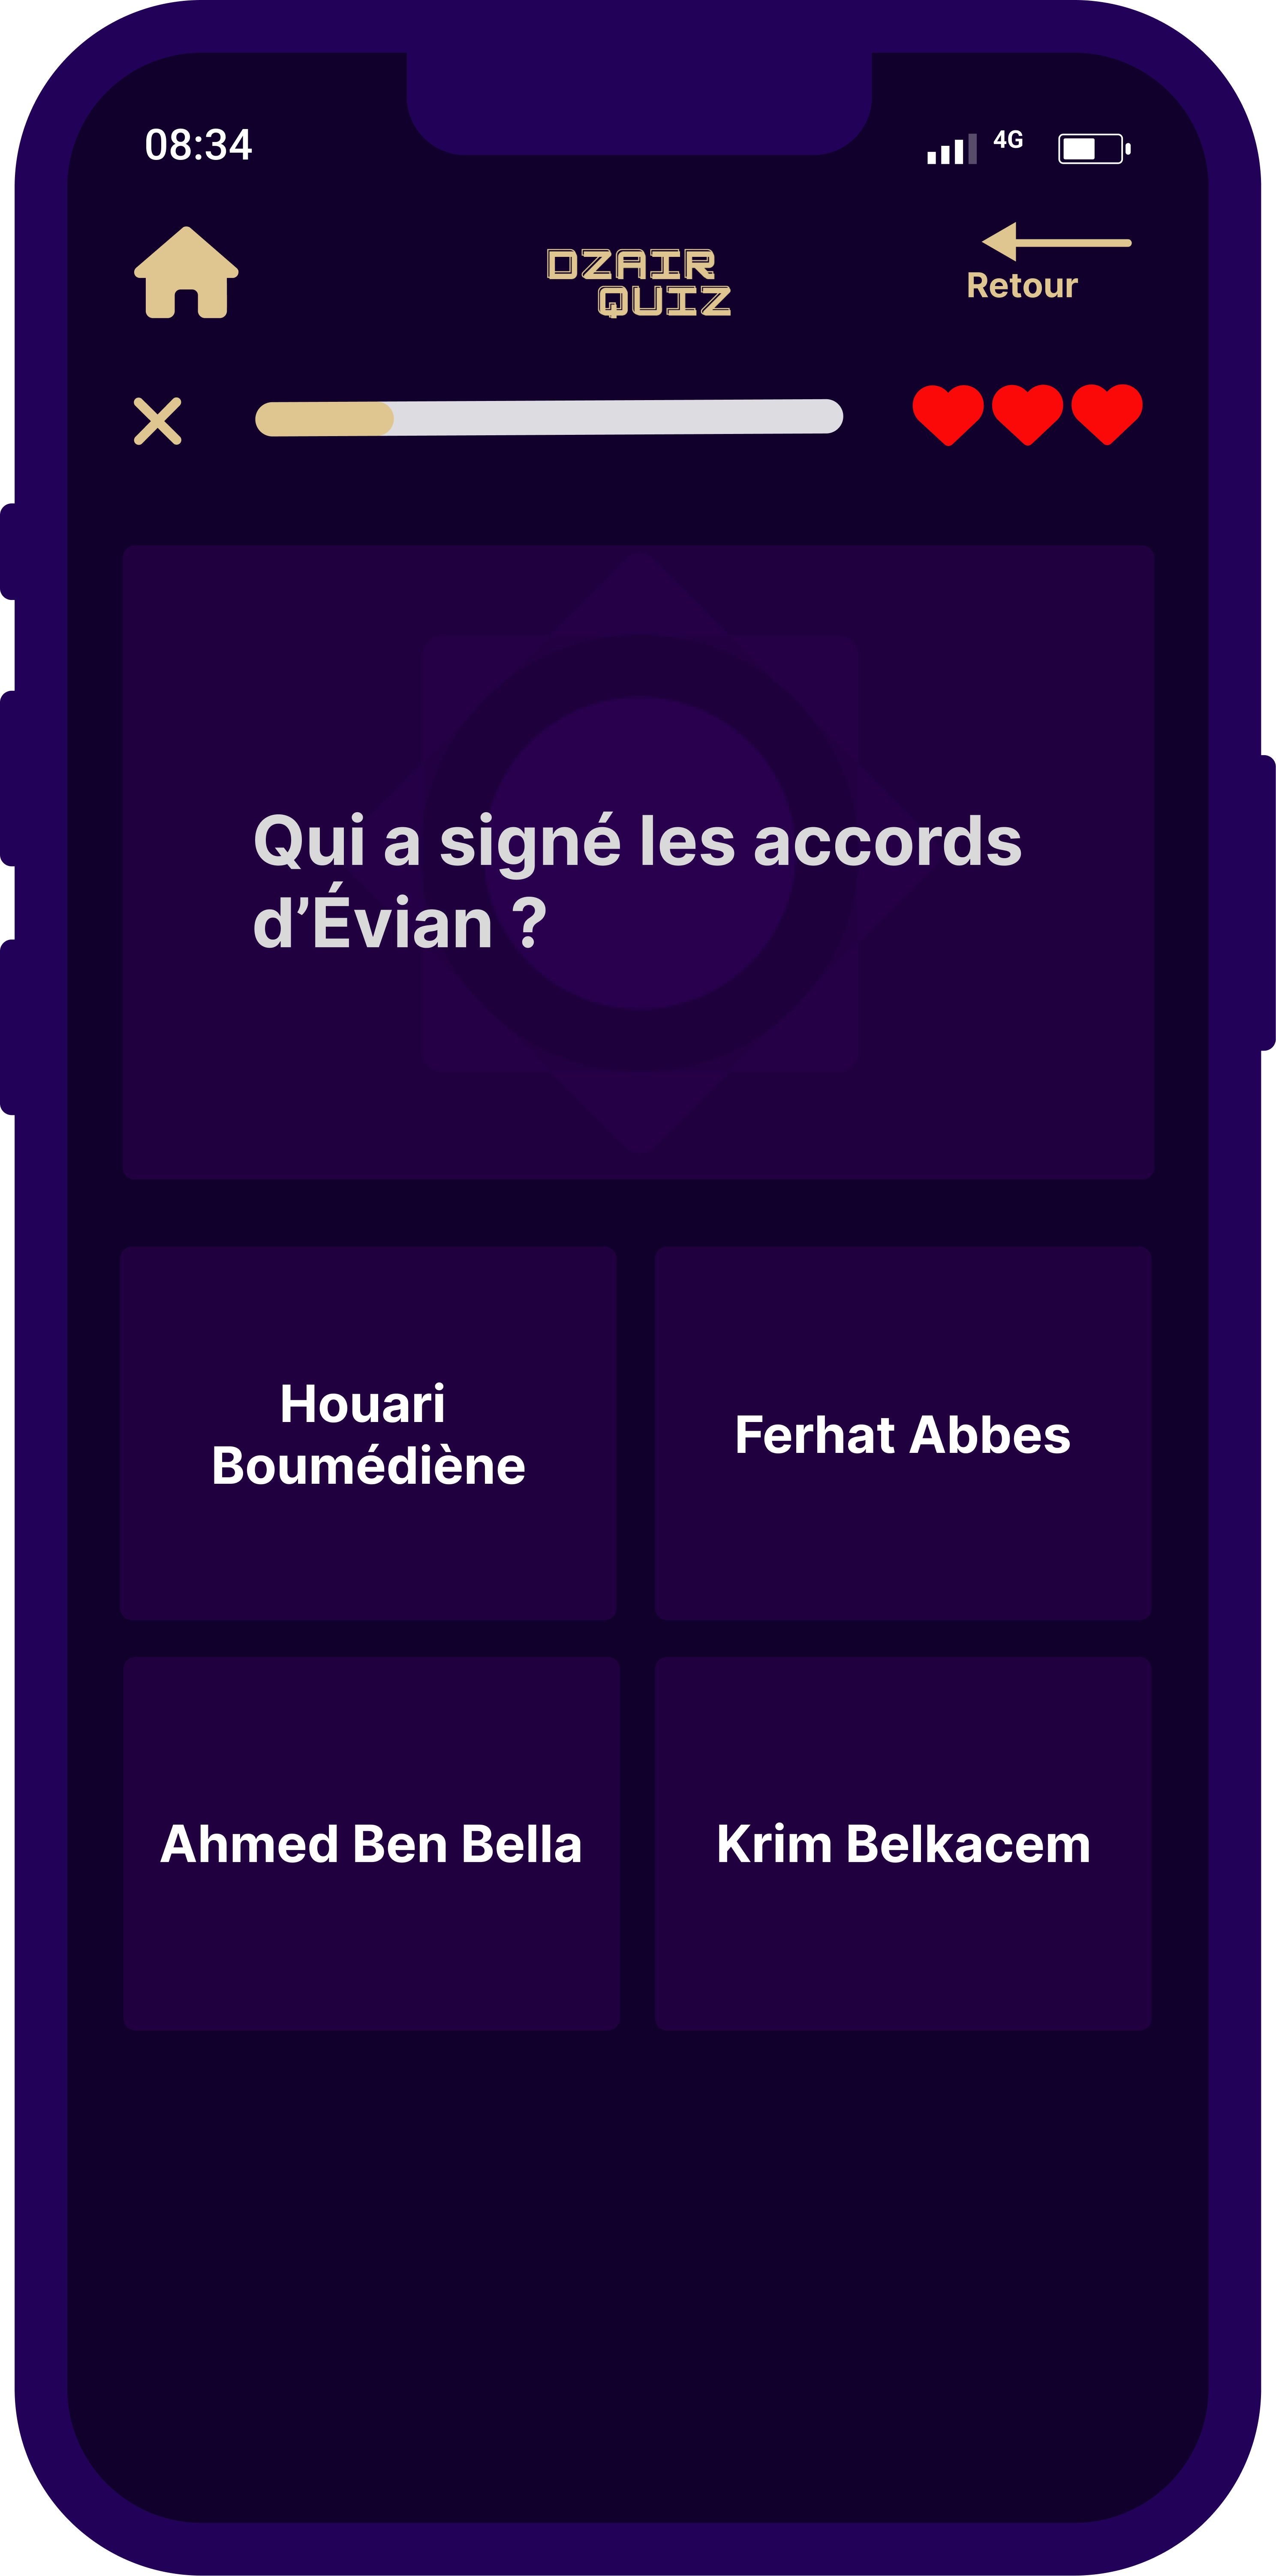 08:34
4G
DZAIR
QUIZ
Retour
Qui a signé les accords
d’Évian ?
Houari
Boumédiène
Ferhat Abbes
Ahmed Ben Bella
Krim Belkacem